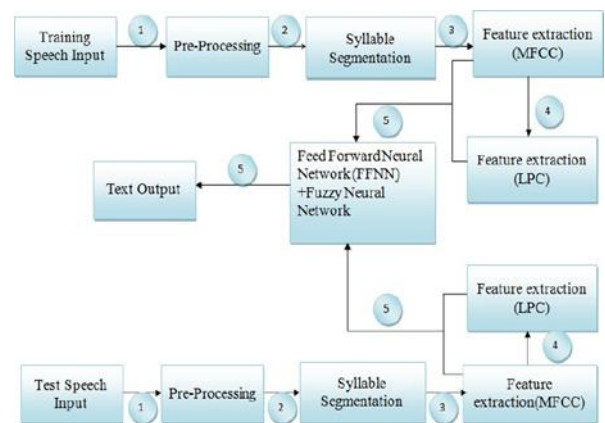 Training
Speech Input
1
Pre-Processing
2
Syllable
Segmentation
3
Feature extraction
(MFCC)
4
5
Feature extraction
(LPC)
Feed Forward Neural
Network(FFNN)
+Fuzzy Neural
Network
5
Text Output
5
Feature extraction
(LPC)
4
Test Speech
Input
1
Pre-Processing
2
Syllable
Segmentation
3
Feature
extraction(MFCC)